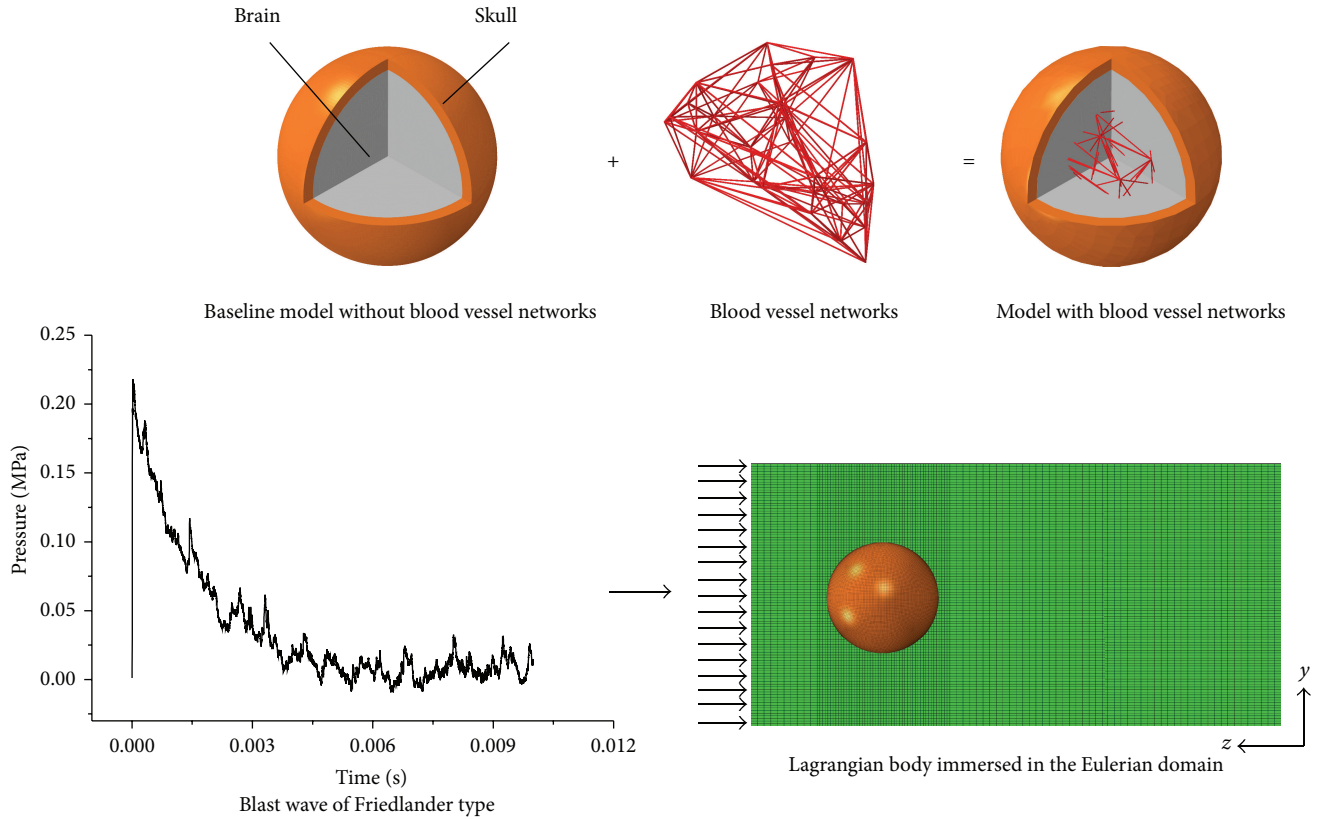 Brain
Skull
+
=
Baseline model without blood vessel networks
Blood vessel networks
Model with blood vessel networks
0.25
0.20
0.15
0.10
0.05
0.00
Pressure (MPa)
0.000
0.003
0.006
0.009
0.012
Time (s)
Blast wave of Friedlander type
y
z
Lagrangian body immersed in the Eulerian domain